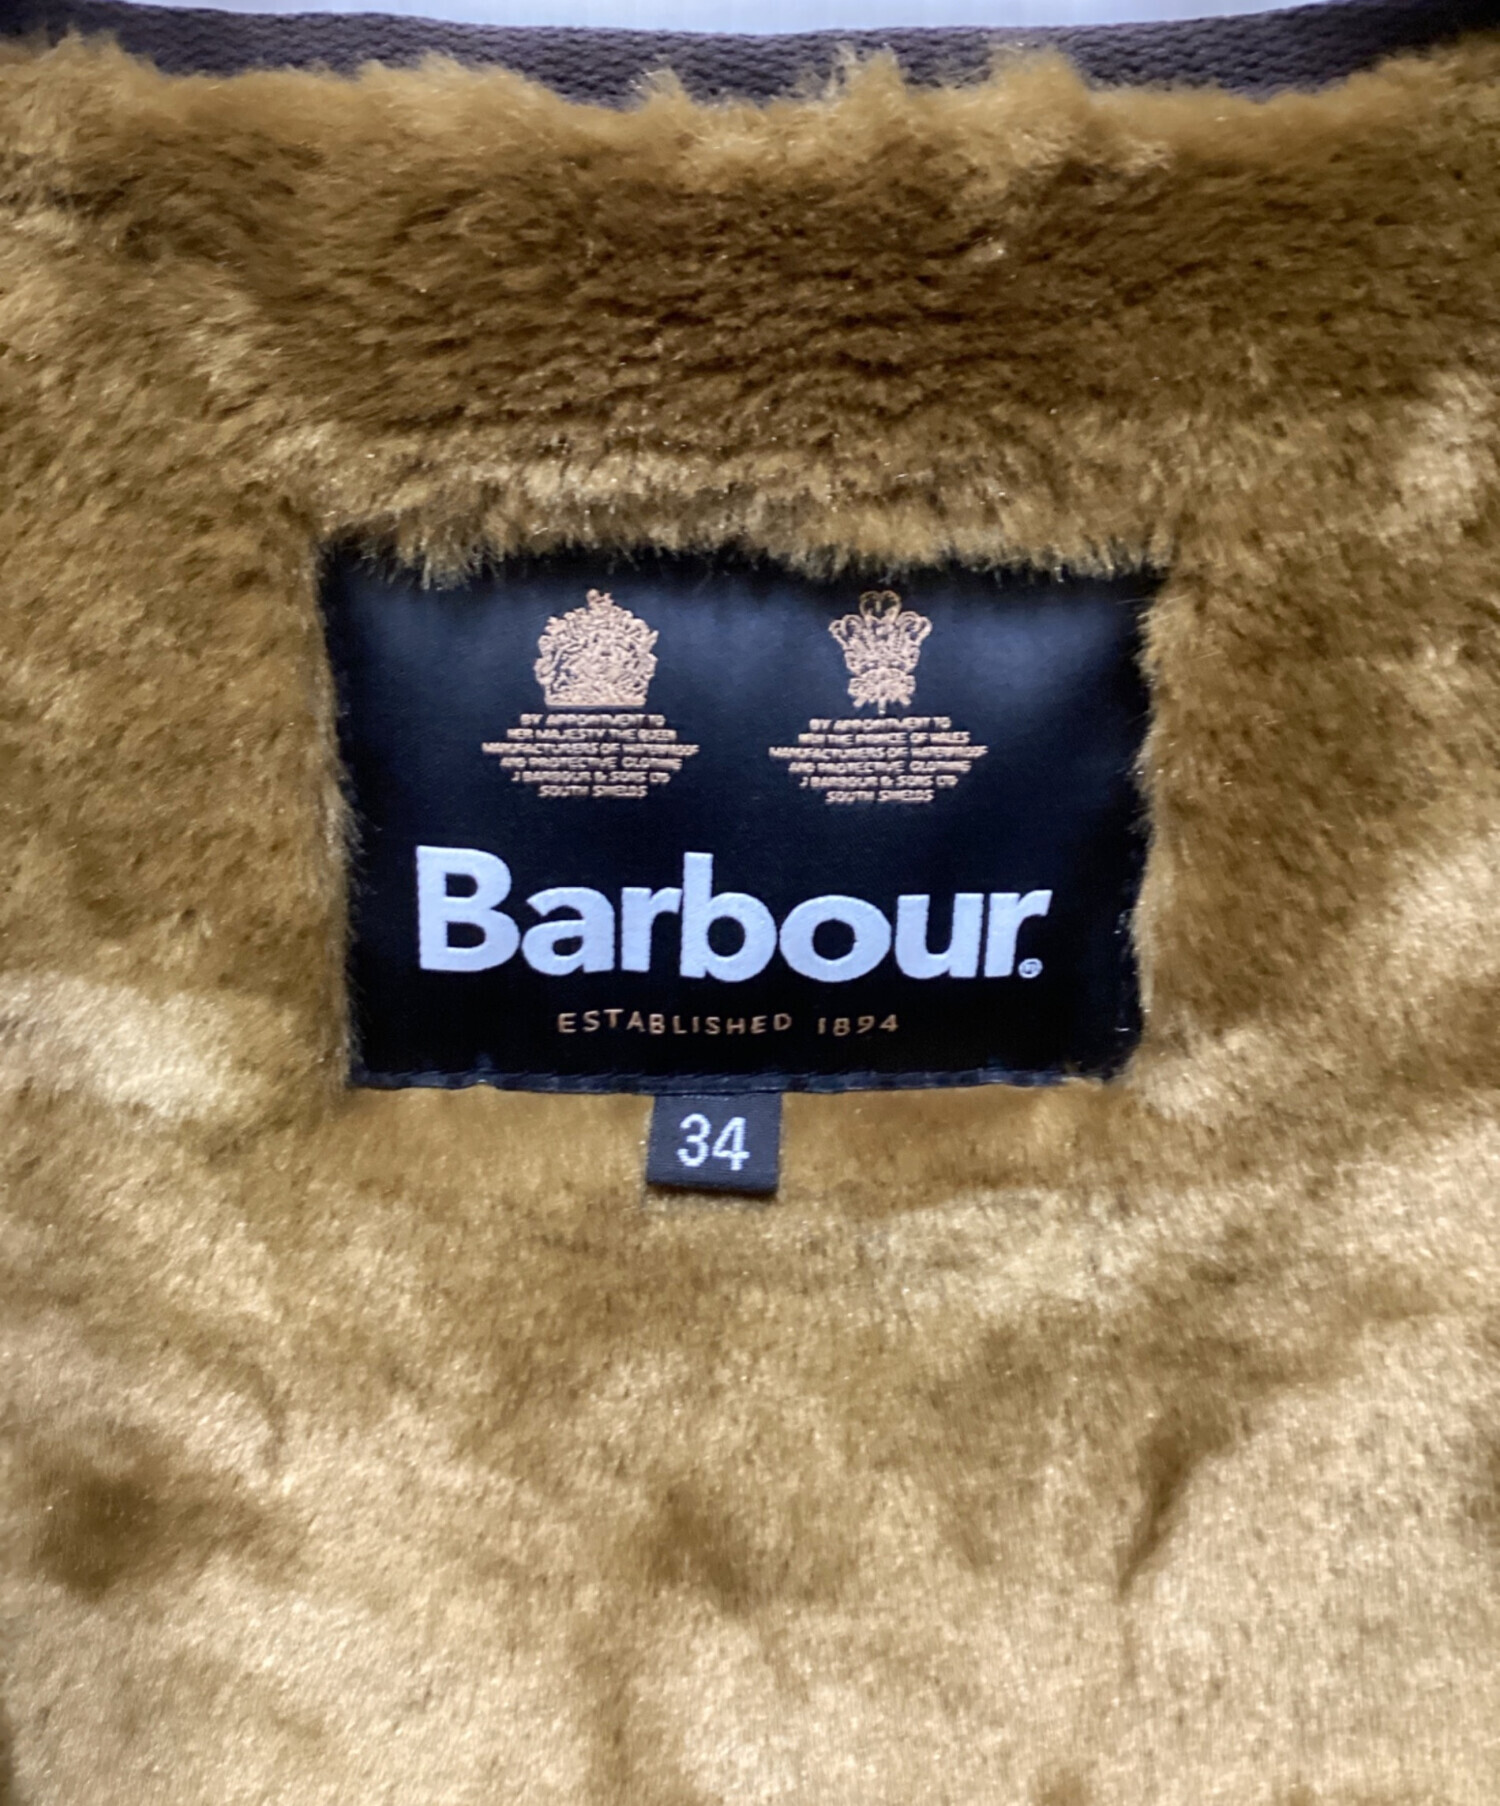 BY APPOINTMENT TO
HER MAJESTY THE QUEEN
MANUFACTURERS OF WATERPROOF
AND PROTECTIVE CLOTHING
J BARBOUR & SONS LTD
SOUTH SHIELDS
BY APPOINTMENT TO
HRH THE PRINCE OF WALES
MANUFACTURERS OF WATERPROOF
AND PROTECTIVE CLOTHING
J BARBOUR & SONS LTD
SOUTH SHIELDS
Barbour®
ESTABLISHED 1894
34